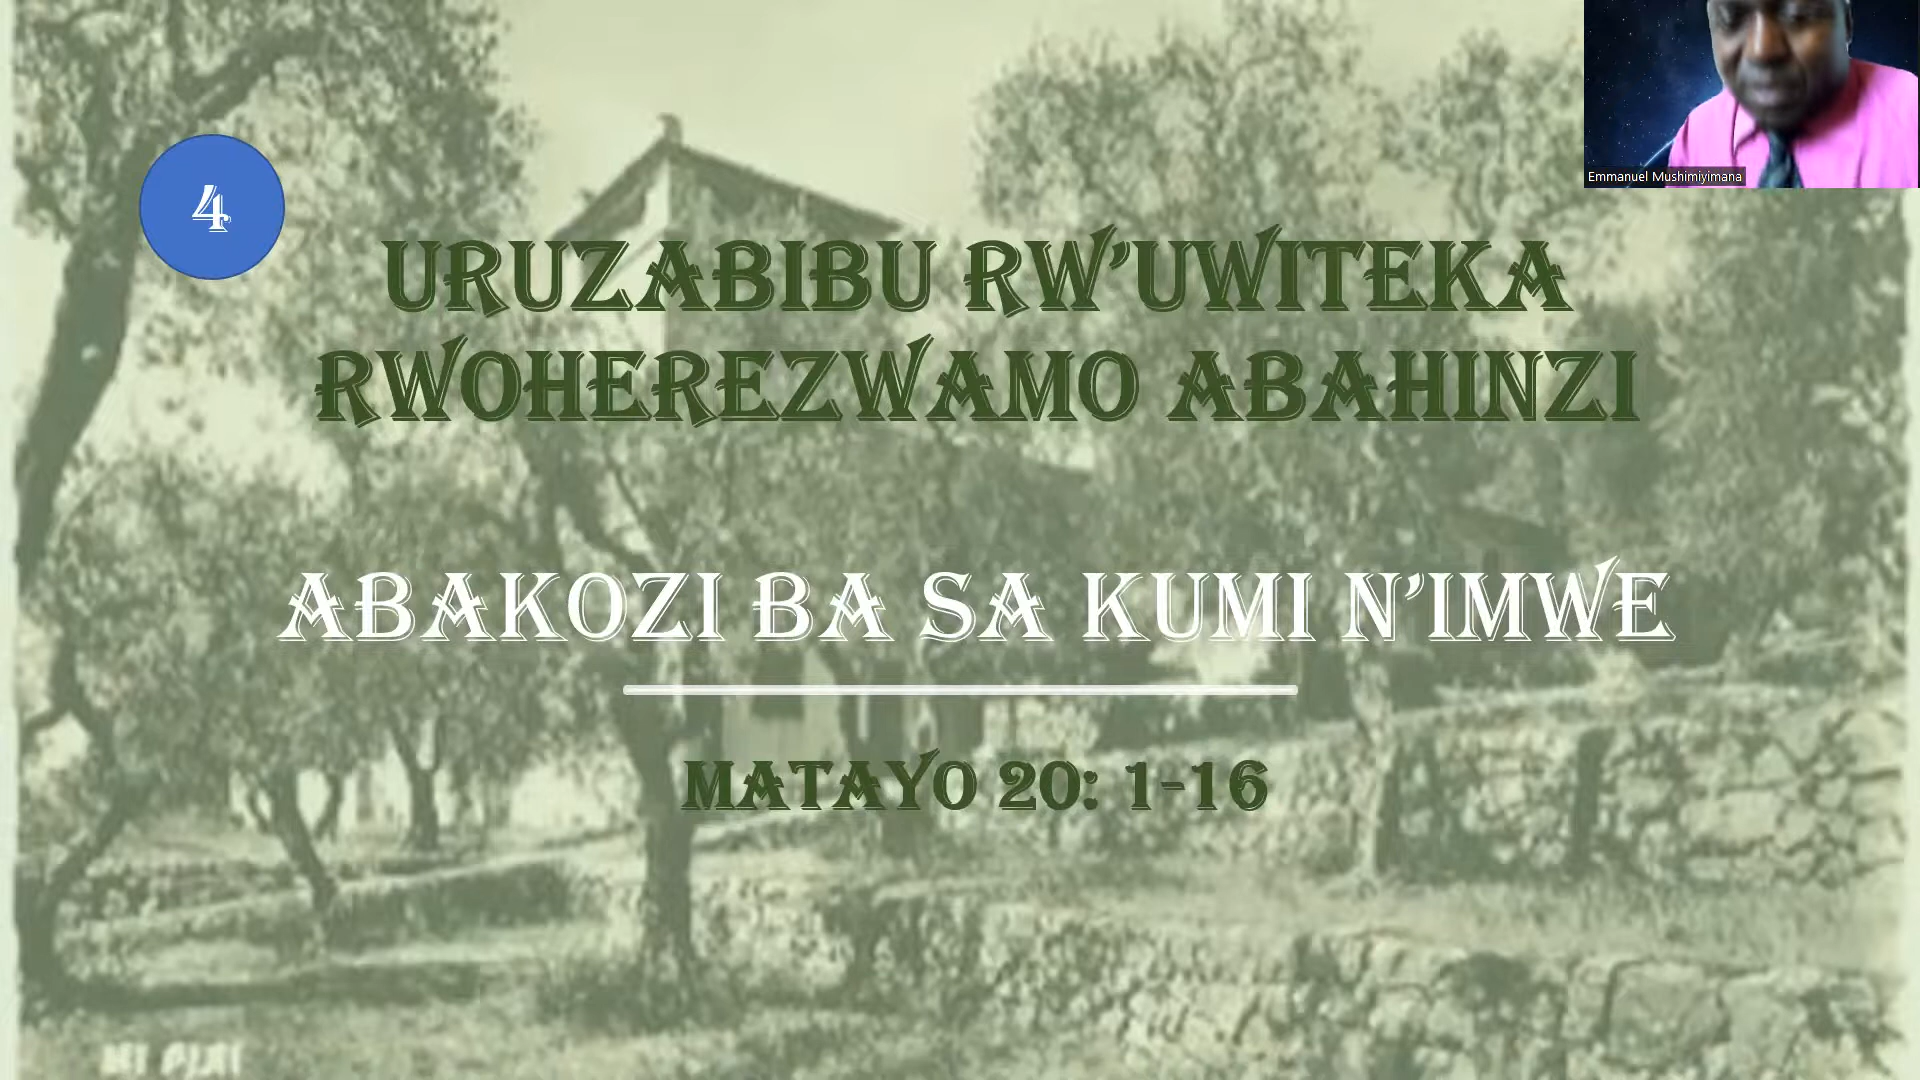 Emmanuel Mushimiyimana
4
URUZABIBU RW’UWITEKA
RWOHEREZWAMO ABAHINZI
ABAKOZI BA SA KUMI N’IMWE
MATAYO 20: 1-16